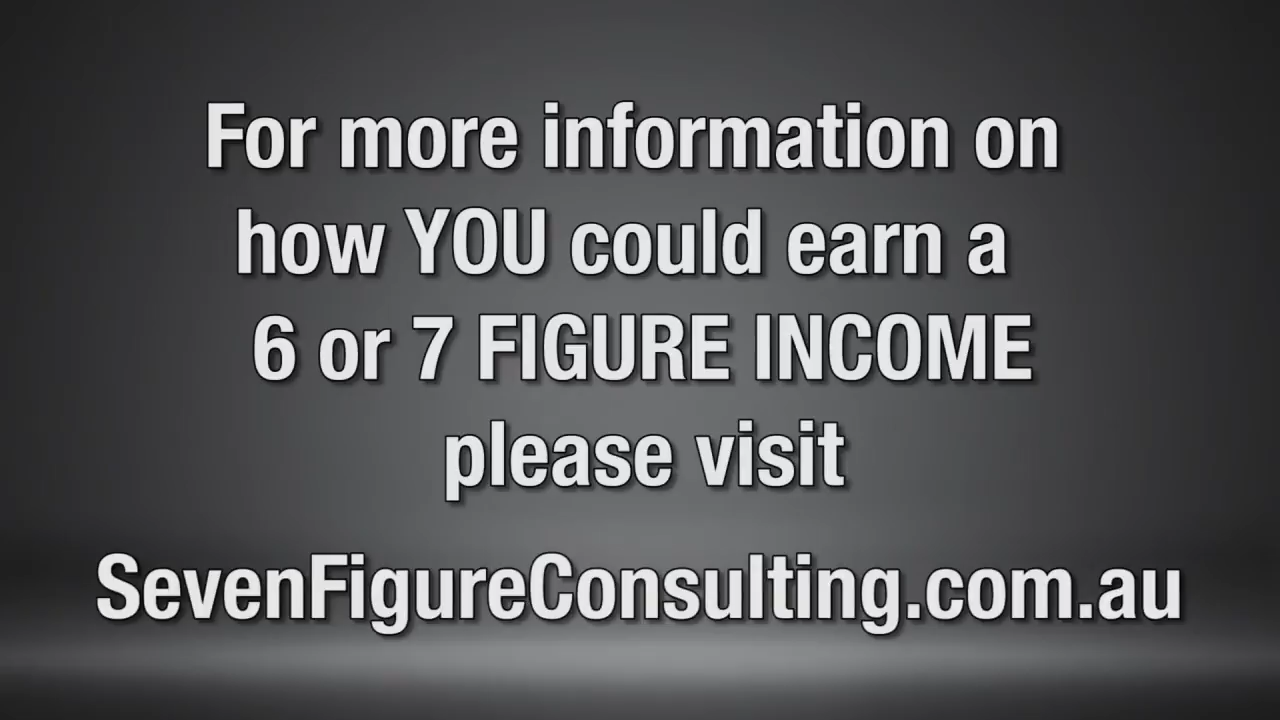 For more information on
how YOU could earn a
6 or 7 FIGURE INCOME
please visit
SevenFigureConsulting.com.au